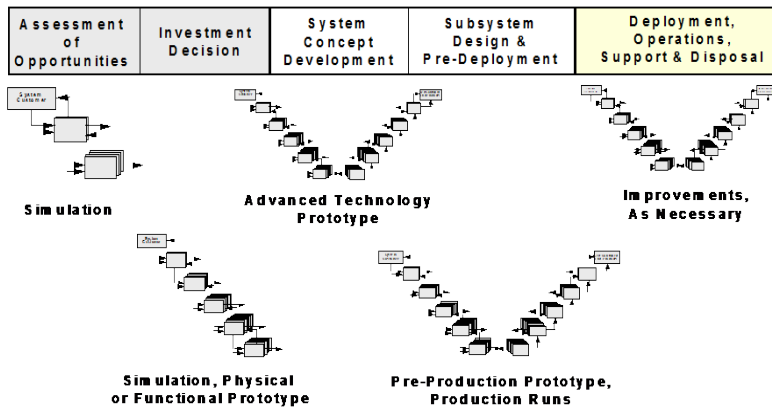 Assessment
of
Opportunities
Investment
Decision
System
Concept
Development
Subsystem
Design &
Pre-Deployment
Deployment,
Operations,
Support & Disposal
System
Customer
Simulation
Advanced Technology
Prototype
Improvements,
As Necessary
Simulation, Physical
or Functional Prototype
Pre-Production Prototype,
Production Runs